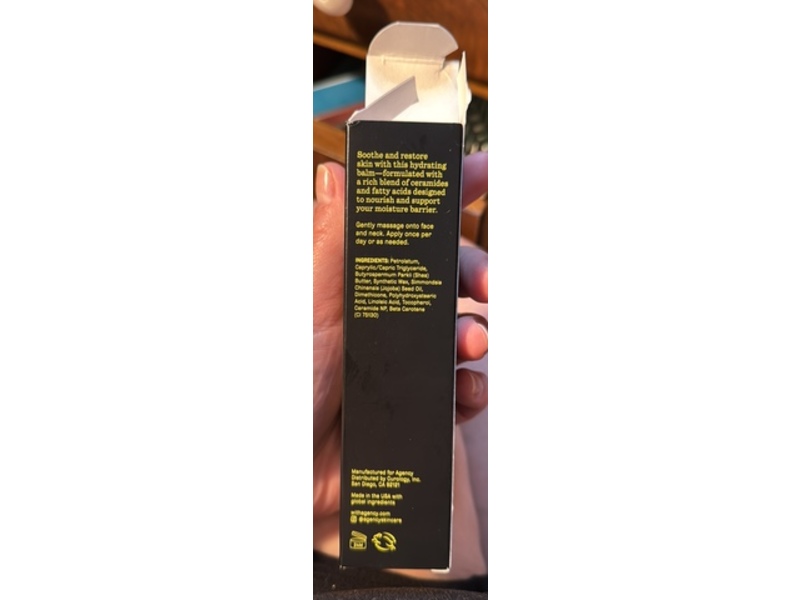 Soothe and restore
skin with this hydrating
balm—formulated with
a rich blend of ceramides
and fatty acids designed
to nourish and support
your moisture barrier.
Gently massage onto face
and neck. Apply once per
day or as needed.
INGREDIENTS: Petrolatum,
Caprylic/Capric Triglyceride,
Butyrospermum Parkii (Shea)
Butter, Synthetic Wax, Simmondsia
Chinensis (Jojoba) Seed Oil,
Dimethicone, Polyhydroxystearic
Acid, Linoleic Acid, Tocopherol,
Ceramide NP, Beta Carotene
(CI 75130)
Manufactured for Agency
Distributed by Curology, Inc.
San Diego, CA 92121
Made in the USA with
global ingredients
withagency.com
@agencyskincare